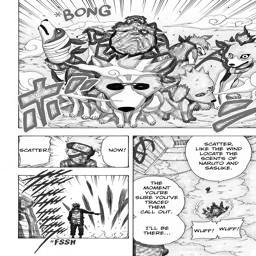 *BONG
SCATTER,
LIKE THE WIND
LOCATE THE
SCENTS OF
NARUTO AND
SASUKE.
THE
MOMENT
YOU'RE
SURE YOU'VE
TRACED THEM
CALL OUT.
I'LL BE
THERE...
WUFF?
WUFF!
SCATTER!
NOW!
*FSSH